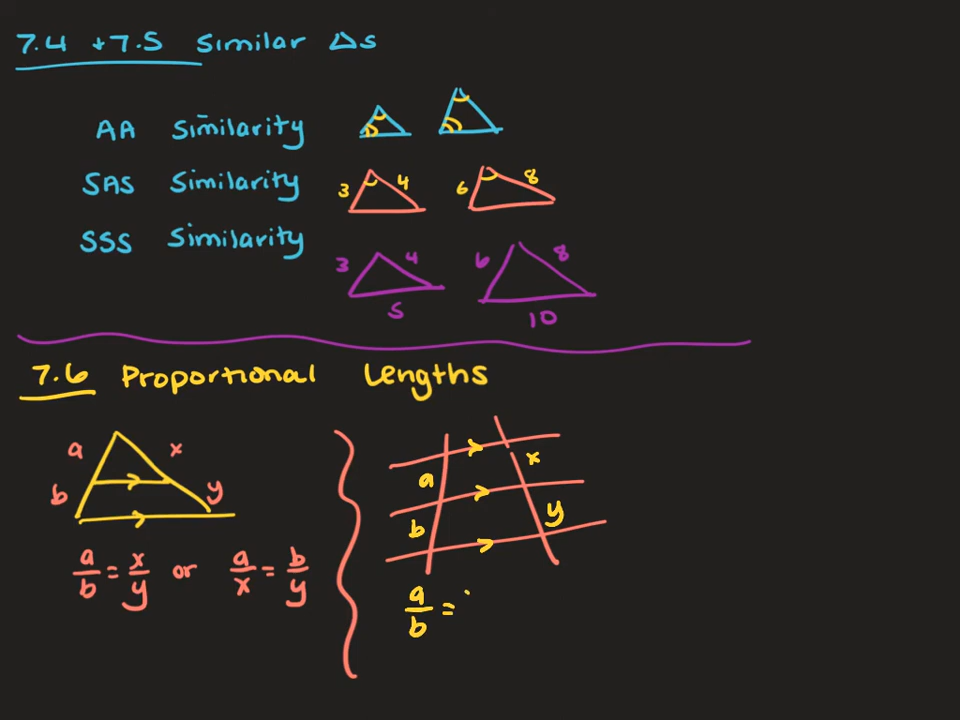 7.4 + 7.5 Similar Δs
AA Similarity
SAS Similarity
3 4 6 8
SSS Similarity
3 4 5 6 8 10
7.6 Proportional Lengths
a x
b y
a/b = x/y or a/x = b/y
a x
b y
a/b =